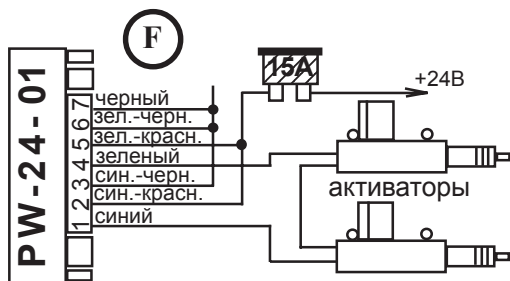 F
15A
+24В
PW-24-01
7 черный
6 зел.-черн.
5 зел.-красн.
4 зеленый
3 син.-черн.
2 син.-красн.
1 синий
активаторы